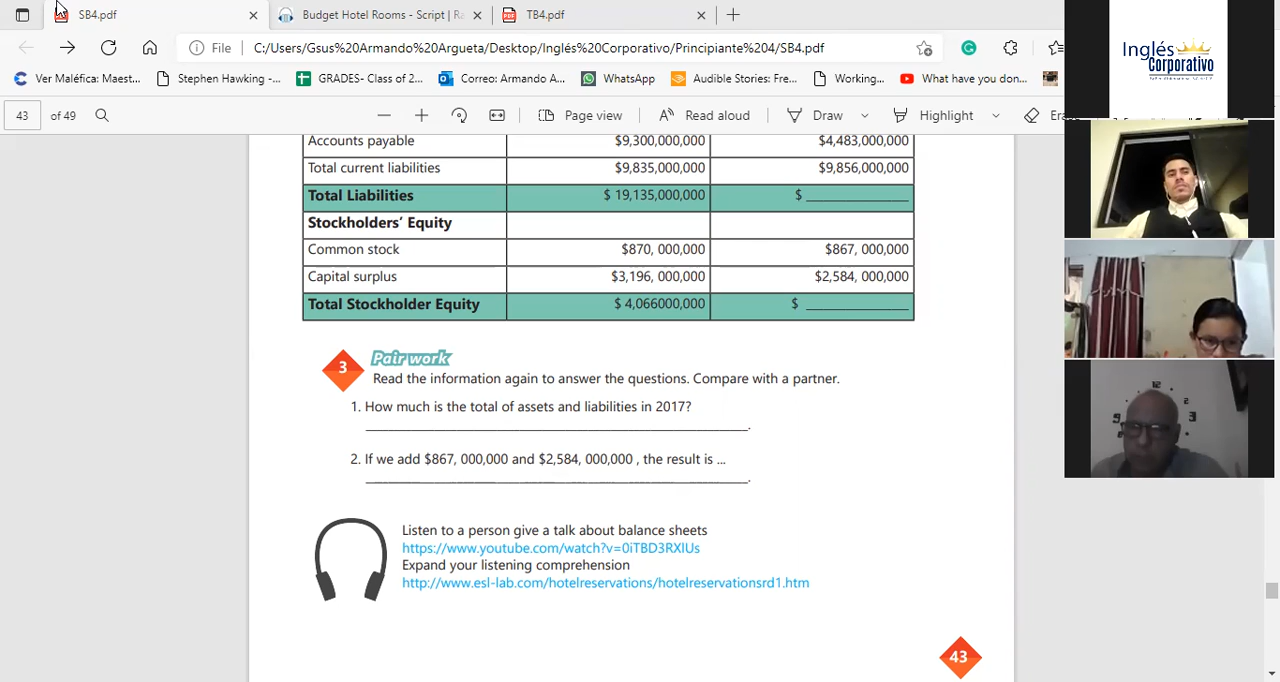 SB4.pdf
Budget Hotel Rooms - Script | Ra
TB4.pdf
File C:/Users/Gsus%20Armando%20Argueta/Desktop/Inglés%20Corporativo/Principiante%204/SB4.pdf
Ver Maléfica: Maest... Stephen Hawking -... GRADES- Class of 2... Correo: Armando A... WhatsApp Audible Stories: Fre... Working... What have you don...
43 of 49 Page view Read aloud Draw Highlight
Accounts payable $9,300,000,000 $4,483,000,000
Total current liabilities $9,835,000,000 $9,856,000,000
Total Liabilities $ 19,135,000,000 $ ____________
Stockholders' Equity
Common stock $870, 000,000 $867, 000,000
Capital surplus $3,196, 000,000 $2,584, 000,000
Total Stockholder Equity $ 4,066000,000 $ ____________
3 Pair work
Read the information again to answer the questions. Compare with a partner.
1. How much is the total of assets and liabilities in 2017?
____________________________________________.
2. If we add $867, 000,000 and $2,584, 000,000 , the result is ...
____________________________________________.
Listen to a person give a talk about balance sheets
https://www.youtube.com/watch?v=0iTBD3RXIUs
Expand your listening comprehension
http://www.esl-lab.com/hotelreservations/hotelreservationsrd1.htm
43
Inglés
Corporativo
12
9 3